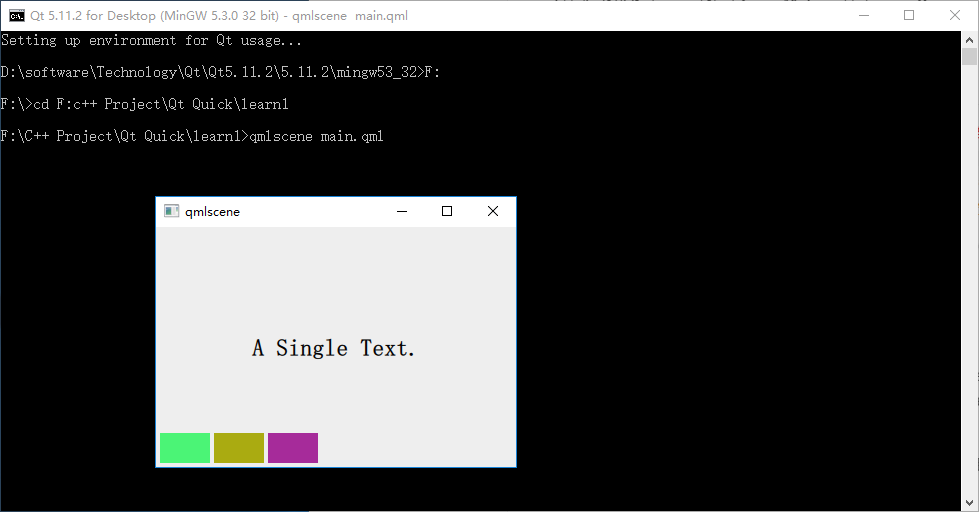 Qt 5.11.2 for Desktop (MinGW 5.3.0 32 bit) - qmlscene  main.qml
Setting up environment for Qt usage...
D:\software\Technology\Qt\Qt5.11.2\5.11.2\mingw53_32>F:
F:\>cd F:c++ Project\Qt Quick\learn1
F:\C++ Project\Qt Quick\learn1>qmlscene main.qml
qmlscene
A Single Text.